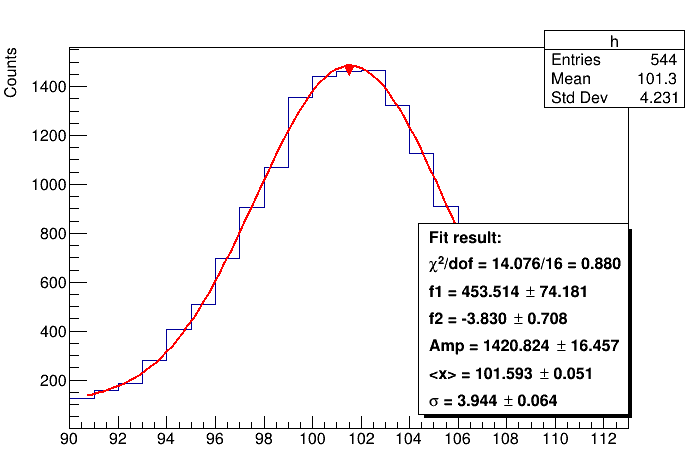 h
Entries 544
Mean 101.3
Std Dev 4.231
Counts
1400
1200
1000
800
600
400
200
Fit result:
χ²/dof = 14.076/16 = 0.880
f1 = 453.514 ± 74.181
f2 = -3.830 ± 0.708
Amp = 1420.824 ± 16.457
<x> = 101.593 ± 0.051
σ = 3.944 ± 0.064
90 92 94 96 98 100 102 104 106 108 110 112